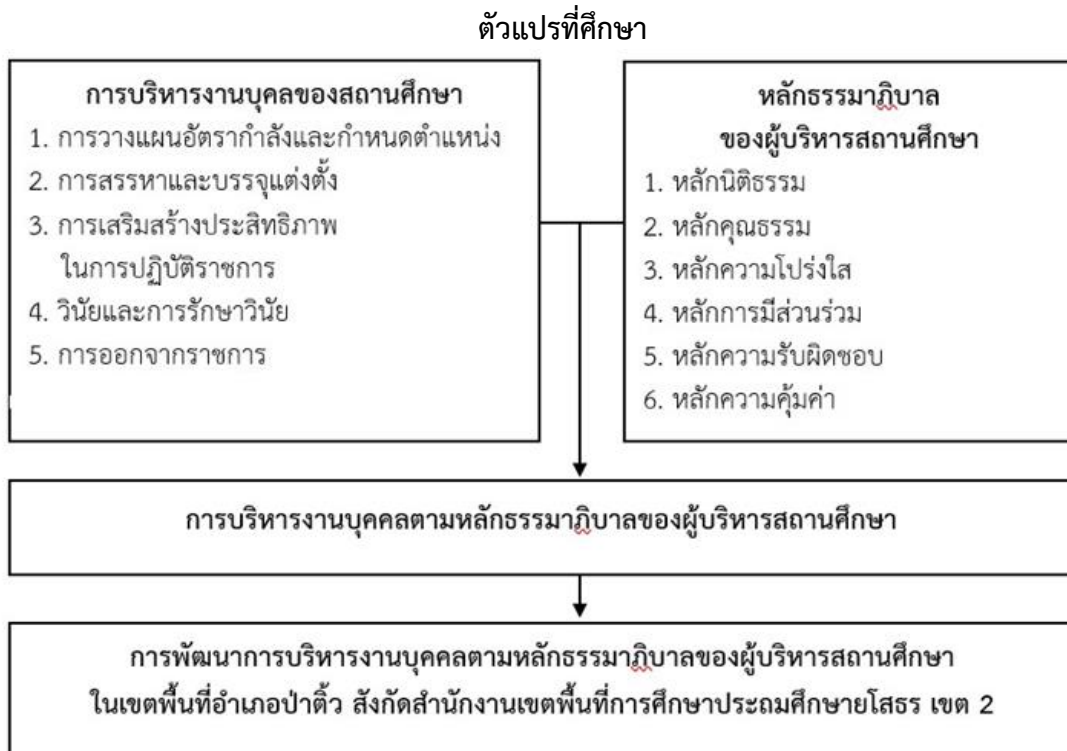 ตัวแปรที่ศึกษา
การบริหารงานบุคลของสถานศึกษา
1. การวางแผนอัตรากำลังและกำหนดตำแหน่ง
2. การสรรหาและบรรจุแต่งตั้ง
3. การเสริมสร้างประสิทธิภาพ
ในการปฏิบัติราชการ
4. วินัยและการรักษาวินัย
5. การออกจากราชการ
หลักธรรมาภิบาล
ของผู้บริหารสถานศึกษา
1. หลักนิติธรรม
2. หลักคุณธรรม
3. หลักความโปร่งใส
4. หลักการมีส่วนร่วม
5. หลักความรับผิดชอบ
6. หลักความคุ้มค่า
การบริหารงานบุคคลตามหลักธรรมาภิบาลของผู้บริหารสถานศึกษา
การพัฒนาการบริหารงานบุคคลตามหลักธรรมาภิบาลของผู้บริหารสถานศึกษา
ในเขตพื้นที่อำเภอป่าติ้ว สังกัดสำนักงานเขตพื้นที่การศึกษาประถมศึกษายโสธร เขต 2